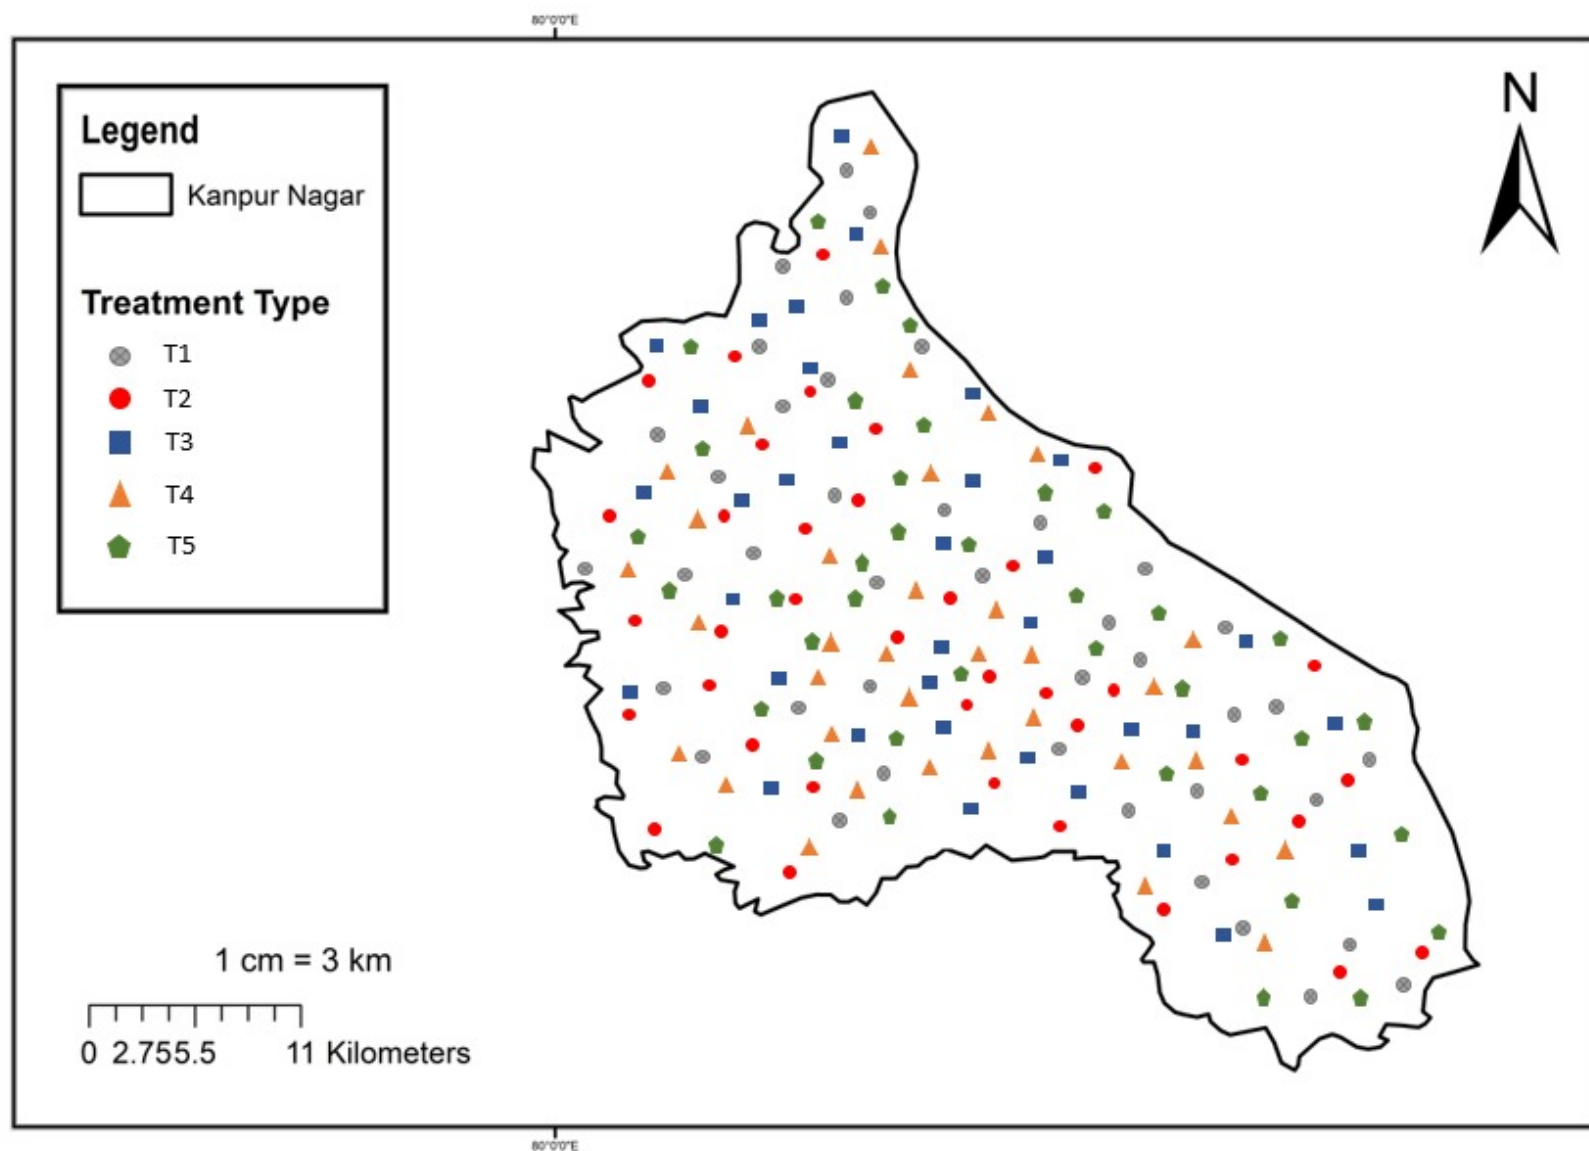 80°0'0"E
N
Legend
Kanpur Nagar
Treatment Type
T1
T2
T3
T4
T5
1 cm = 3 km
0 2.755.5 11 Kilometers
80°0'0"E